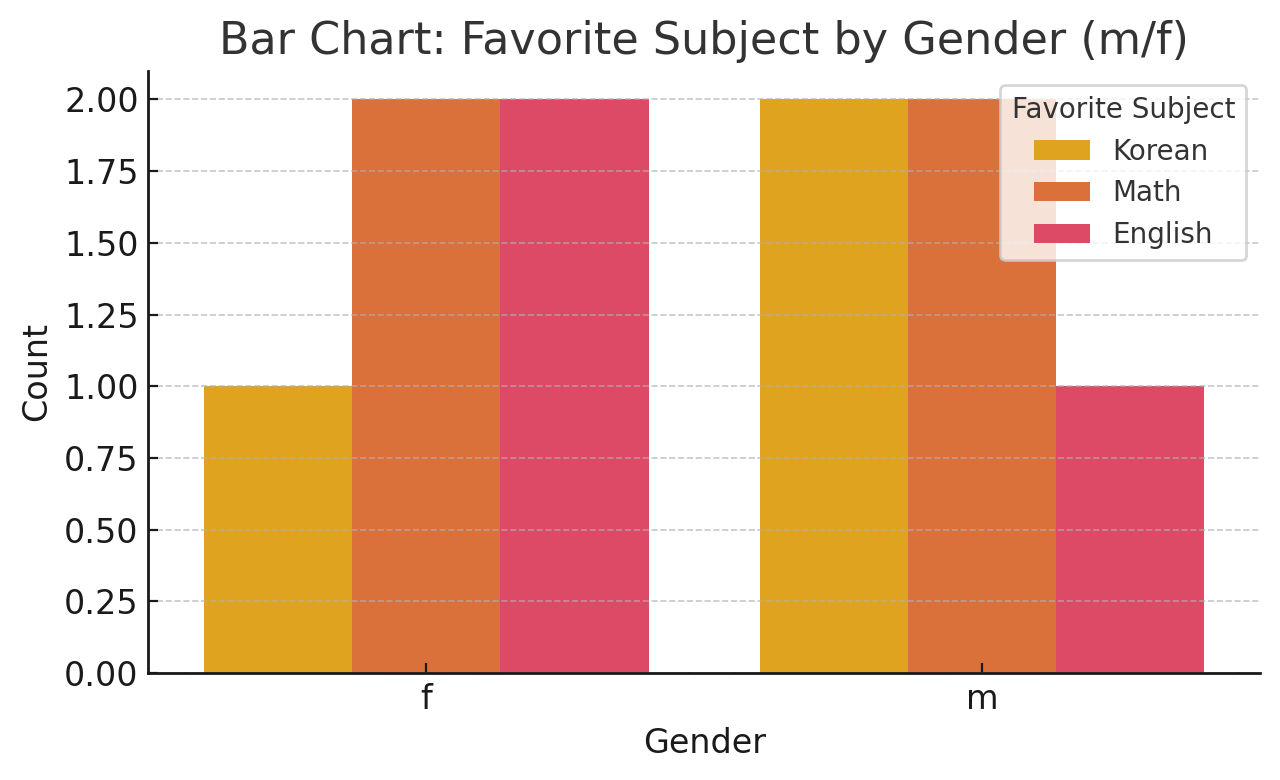 Bar Chart: Favorite Subject by Gender (m/f)
2.00
1.75
1.50
1.25
1.00
0.75
0.50
0.25
0.00
Count
f
m
Gender
Favorite Subject
Korean
Math
English